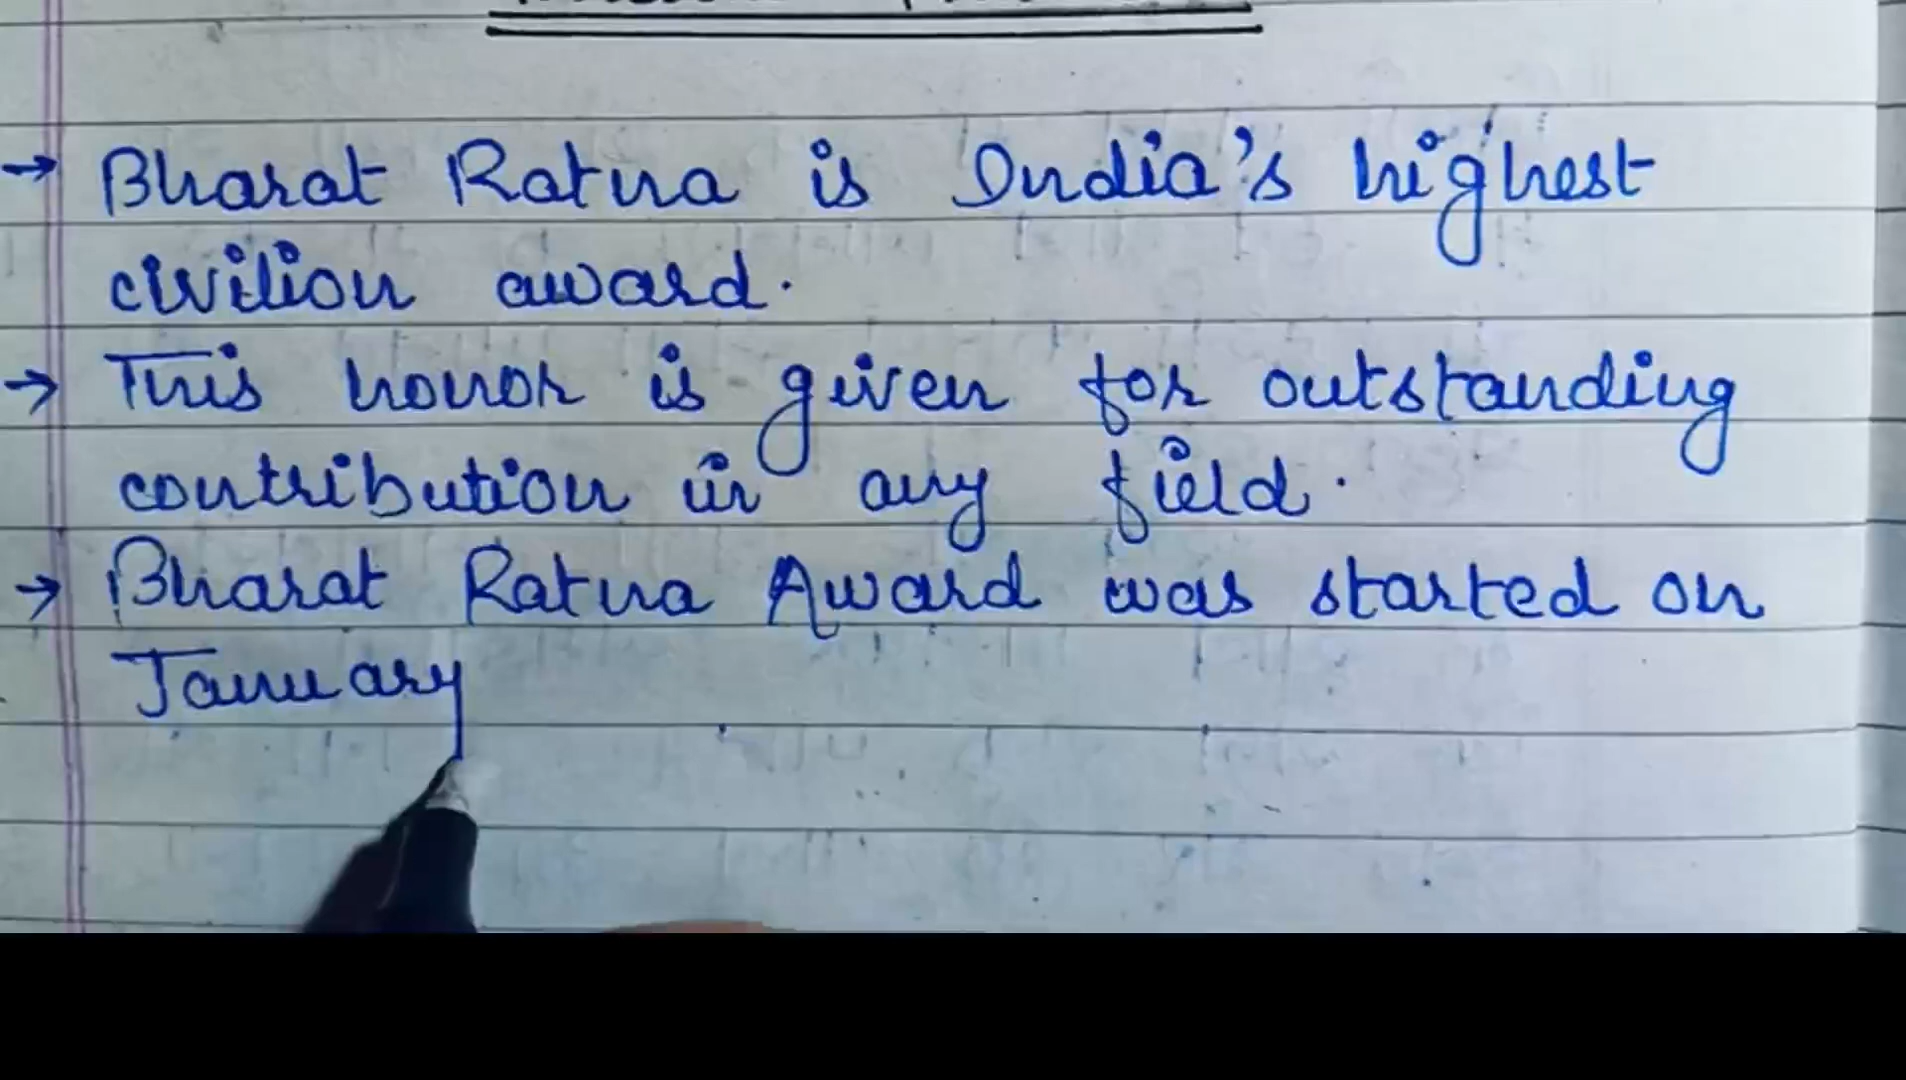 → Bharat Ratna is India's highest
civilion award.
→ This honor is given for outstanding
contribution in any field.
→ Bharat Ratna Award was started on
January